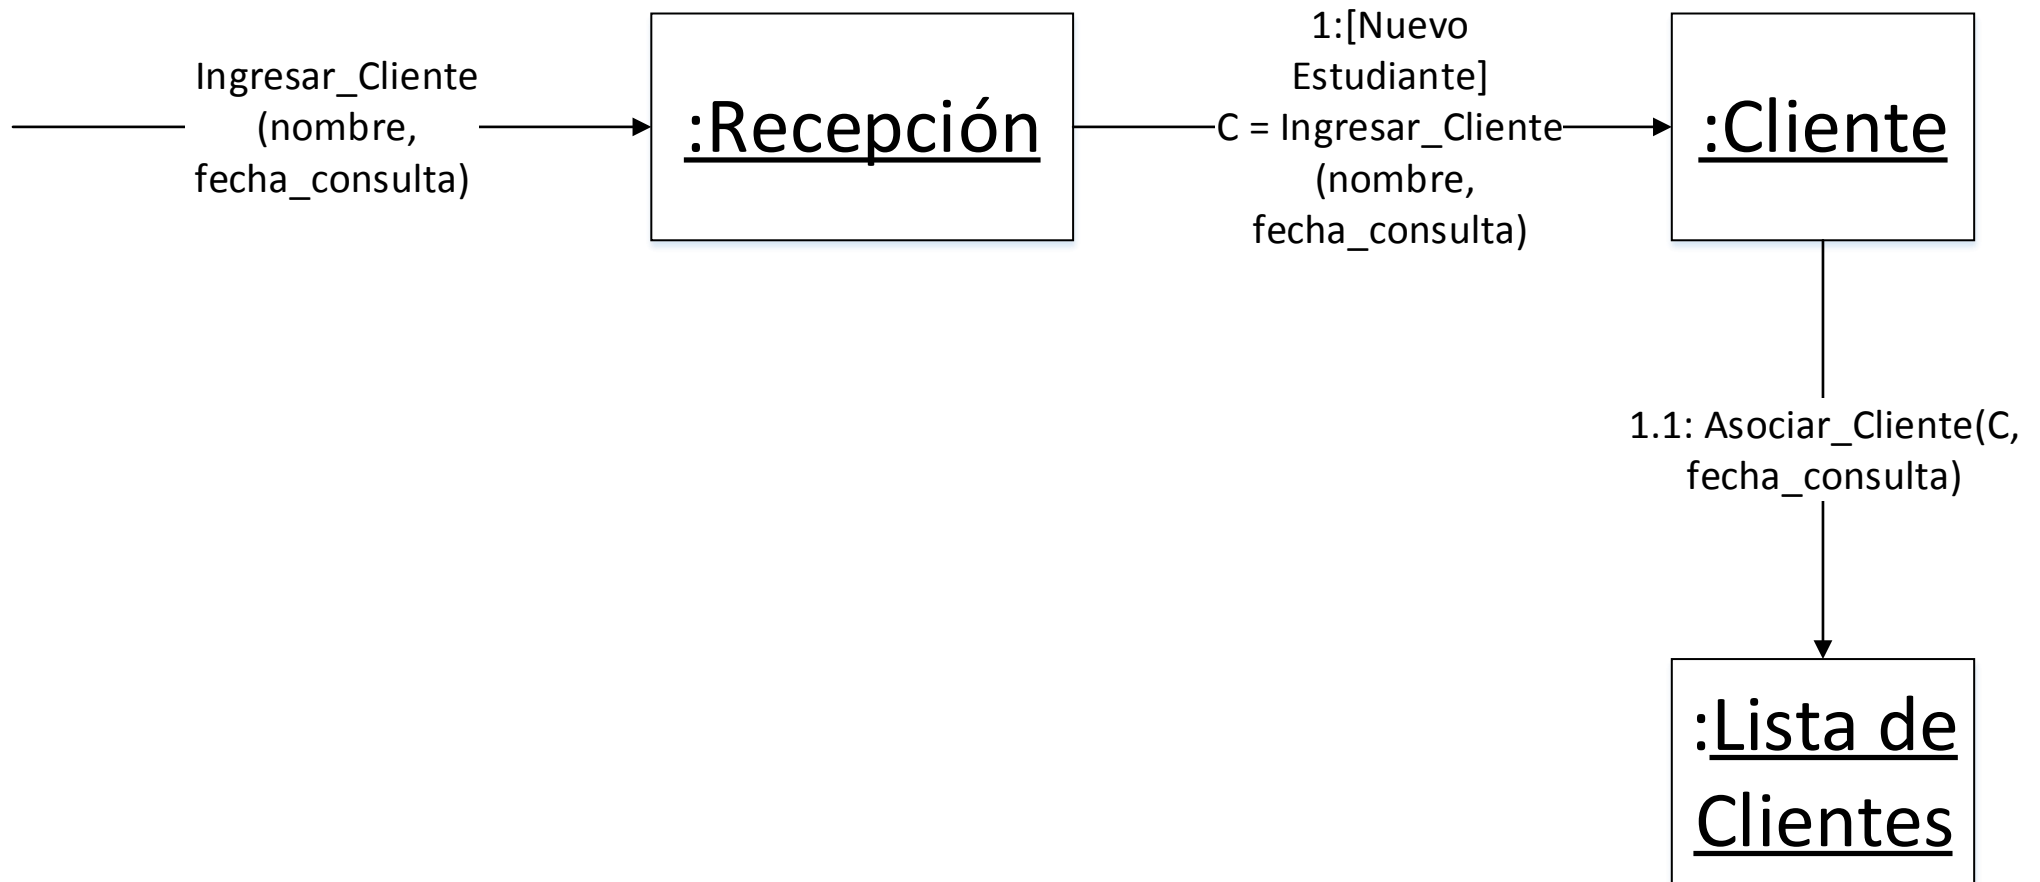 Ingresar_Cliente
(nombre,
fecha_consulta)
:Recepción
1:[Nuevo
Estudiante]
C = Ingresar_Cliente
(nombre,
fecha_consulta)
:Cliente
1.1: Asociar_Cliente(C,
fecha_consulta)
:Lista de
Clientes